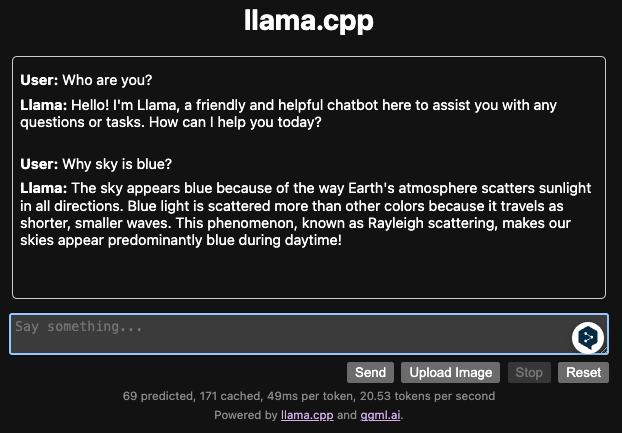 llama.cpp
User: Who are you?
Llama: Hello! I'm Llama, a friendly and helpful chatbot here to assist you with any
questions or tasks. How can I help you today?
User: Why sky is blue?
Llama: The sky appears blue because of the way Earth's atmosphere scatters sunlight
in all directions. Blue light is scattered more than other colors because it travels as
shorter, smaller waves. This phenomenon, known as Rayleigh scattering, makes our
skies appear predominantly blue during daytime!
Say something...
Send Upload Image Stop Reset
69 predicted, 171 cached, 49ms per token, 20.53 tokens per second
Powered by llama.cpp and ggml.ai.